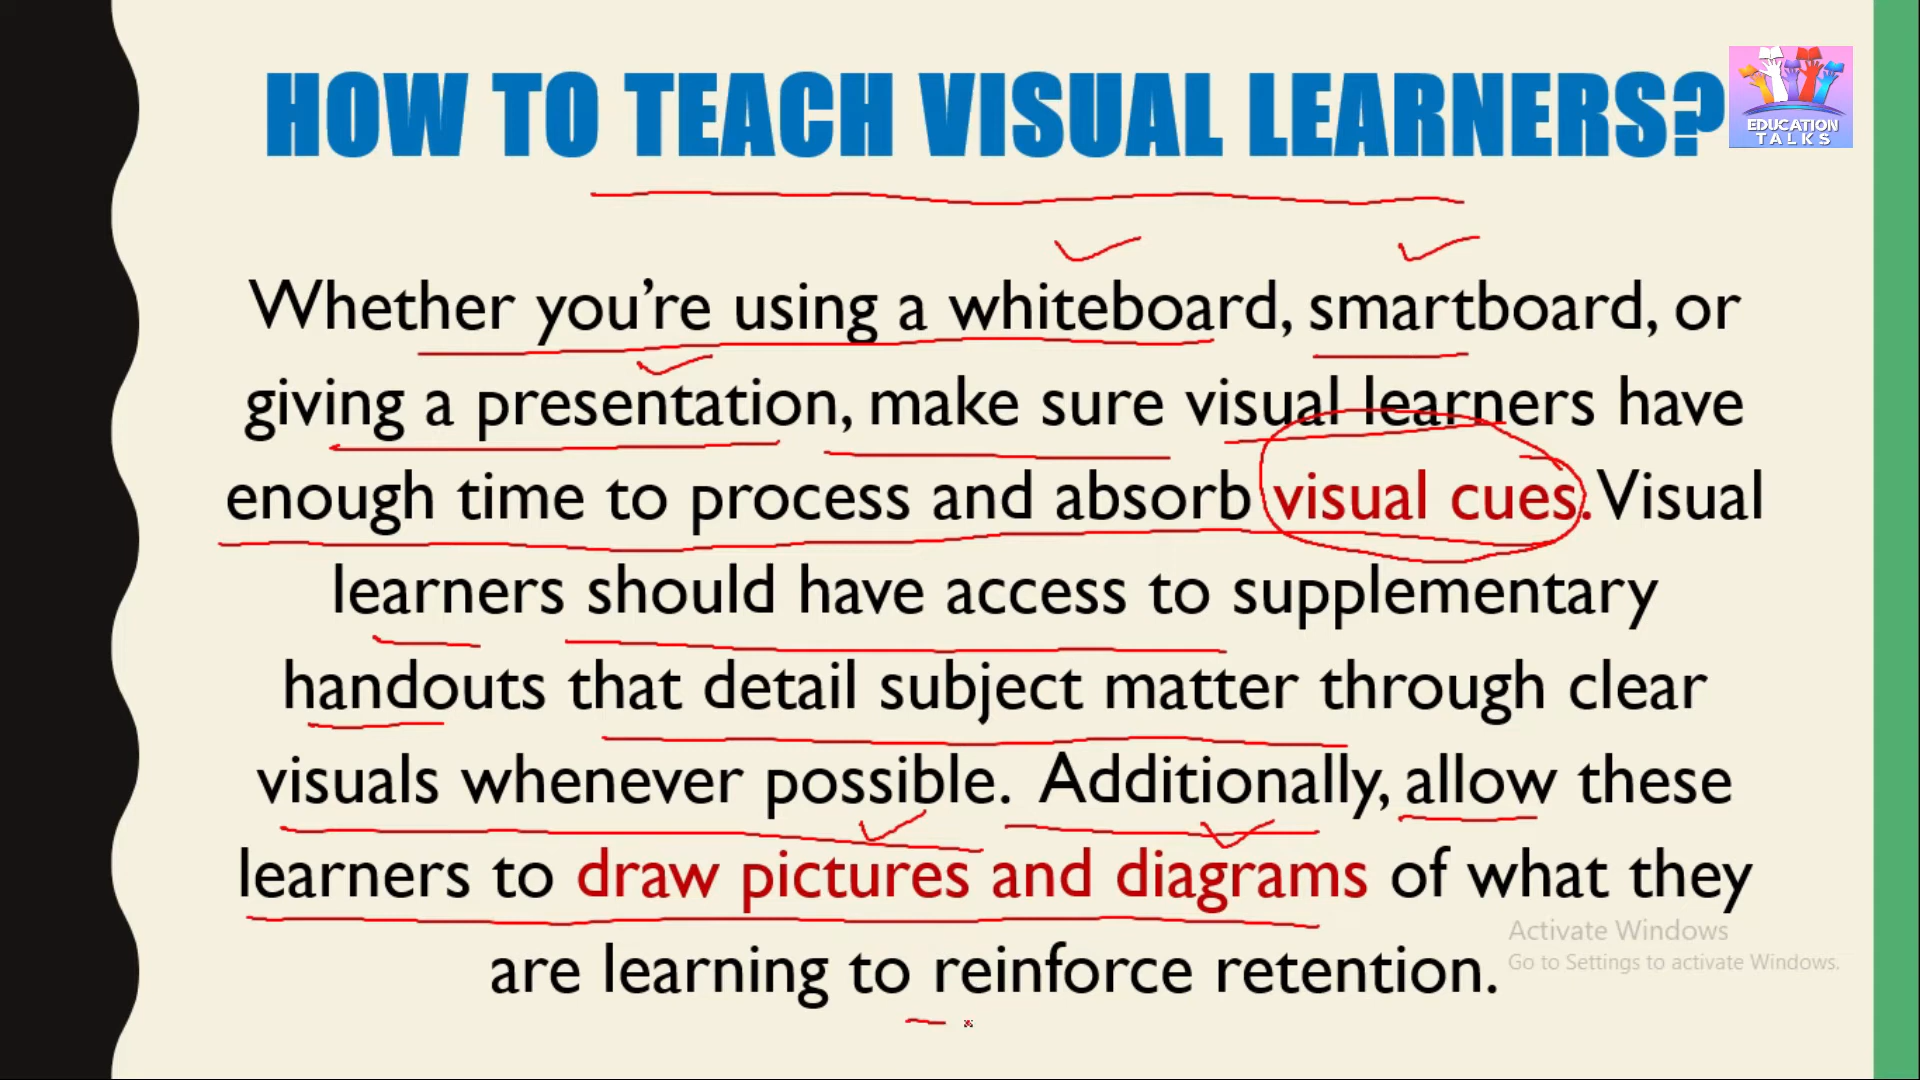 HOW TO TEACH VISUAL LEARNERS?
EDUCATION
TALKS
Whether you're using a whiteboard, smartboard, or
giving a presentation, make sure visual learners have
enough time to process and absorb visual cues. Visual
learners should have access to supplementary
handouts that detail subject matter through clear
visuals whenever possible. Additionally, allow these
learners to draw pictures and diagrams of what they
are learning to reinforce retention.
Activate Windows
Go to Settings to activate Windows.